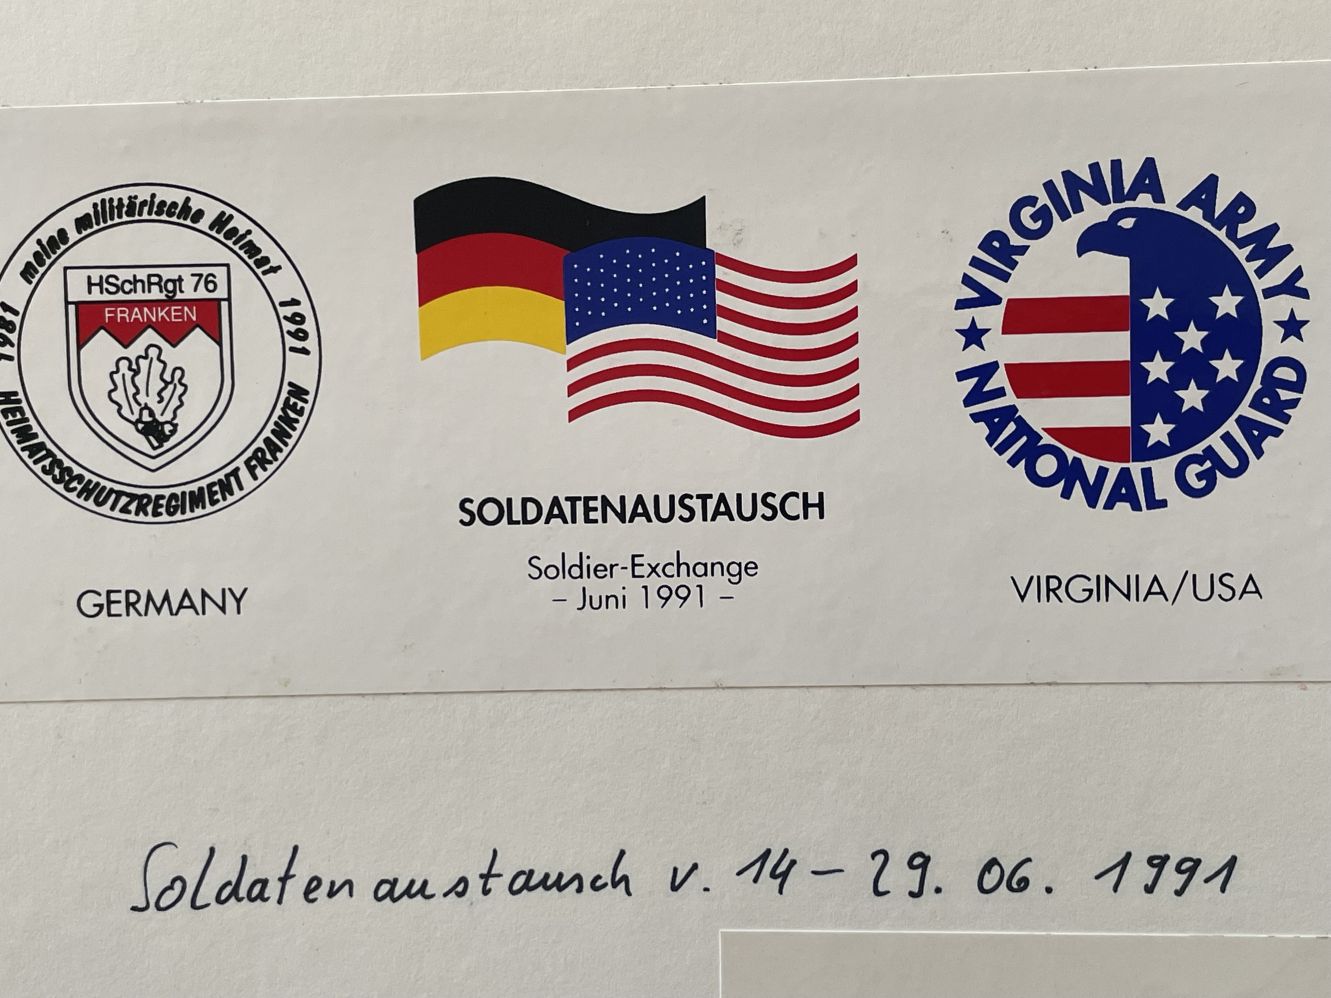 1981 meine militärische Heimat 1991
HEIMATSSCHUTZREGIMENT FRANKEN
HSchRgt 76
FRANKEN
GERMANY
SOLDATENAUSTAUSCH
Soldier-Exchange
– Juni 1991 –
VIRGINIA ARMY
NATIONAL GUARD
VIRGINIA/USA
Soldatenaustausch v. 14 – 29. 06. 1991